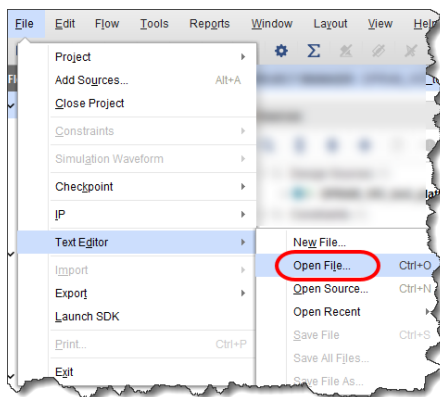 File Edit Flow Tools Reports Window Layout View Help
Project
Add Sources... Alt+A
Close Project
Constraints
Simulation Waveform
Checkpoint
IP
Text Editor
New File...
Import
Open File... Ctrl+O
Export
Open Source... Ctrl+N
Launch SDK
Open Recent
Print... Ctrl+P
Save File Ctrl+S
Save All Files...
Exit
Save File As...